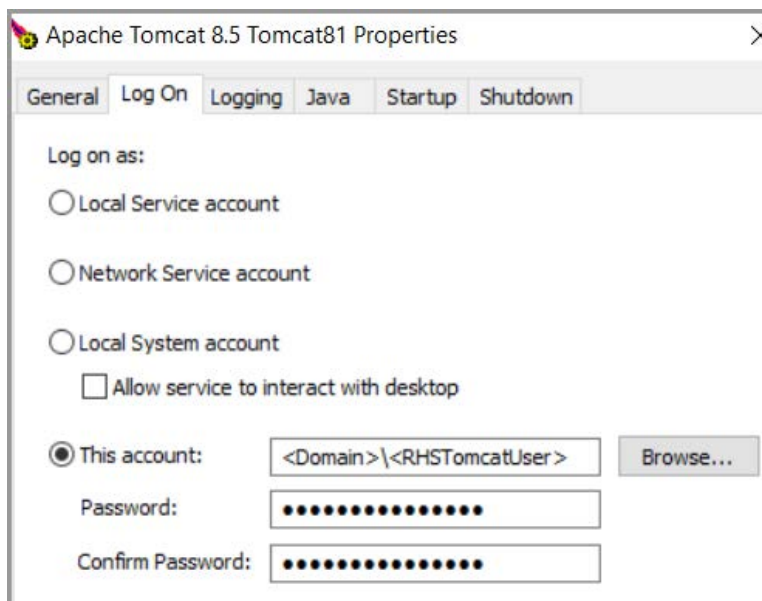 Apache Tomcat 8.5 Tomcat81 Properties
General Log On Logging Java Startup Shutdown
Log on as:
Local Service account
Network Service account
Local System account
Allow service to interact with desktop
This account: <Domain>\<RHSTomcatUser> Browse...
Password: ●●●●●●●●●●●●●●●
Confirm Password: ●●●●●●●●●●●●●●●